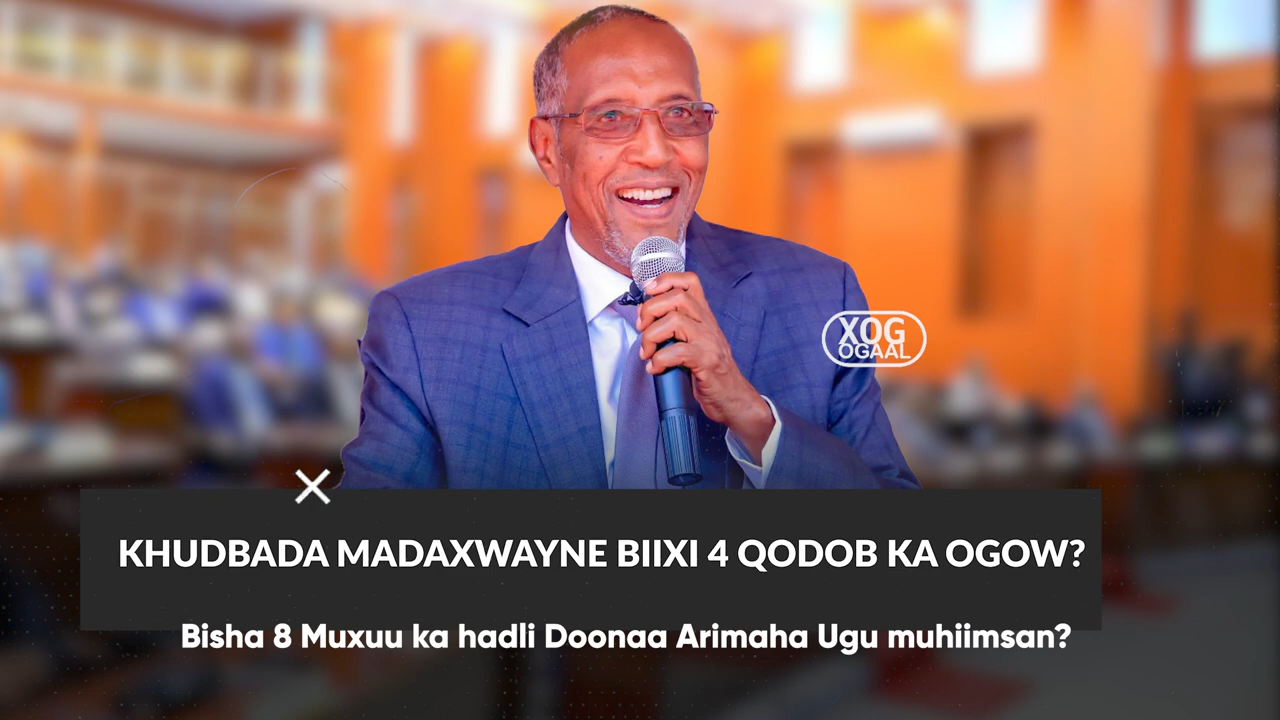 XOG
OGAAL
KHUDBADA MADAXWAYNE BIIXI 4 QODOB KA OGOW?
Bisha 8 Muxuu ka hadli Doonaa Arimaha Ugu muhiimsan?